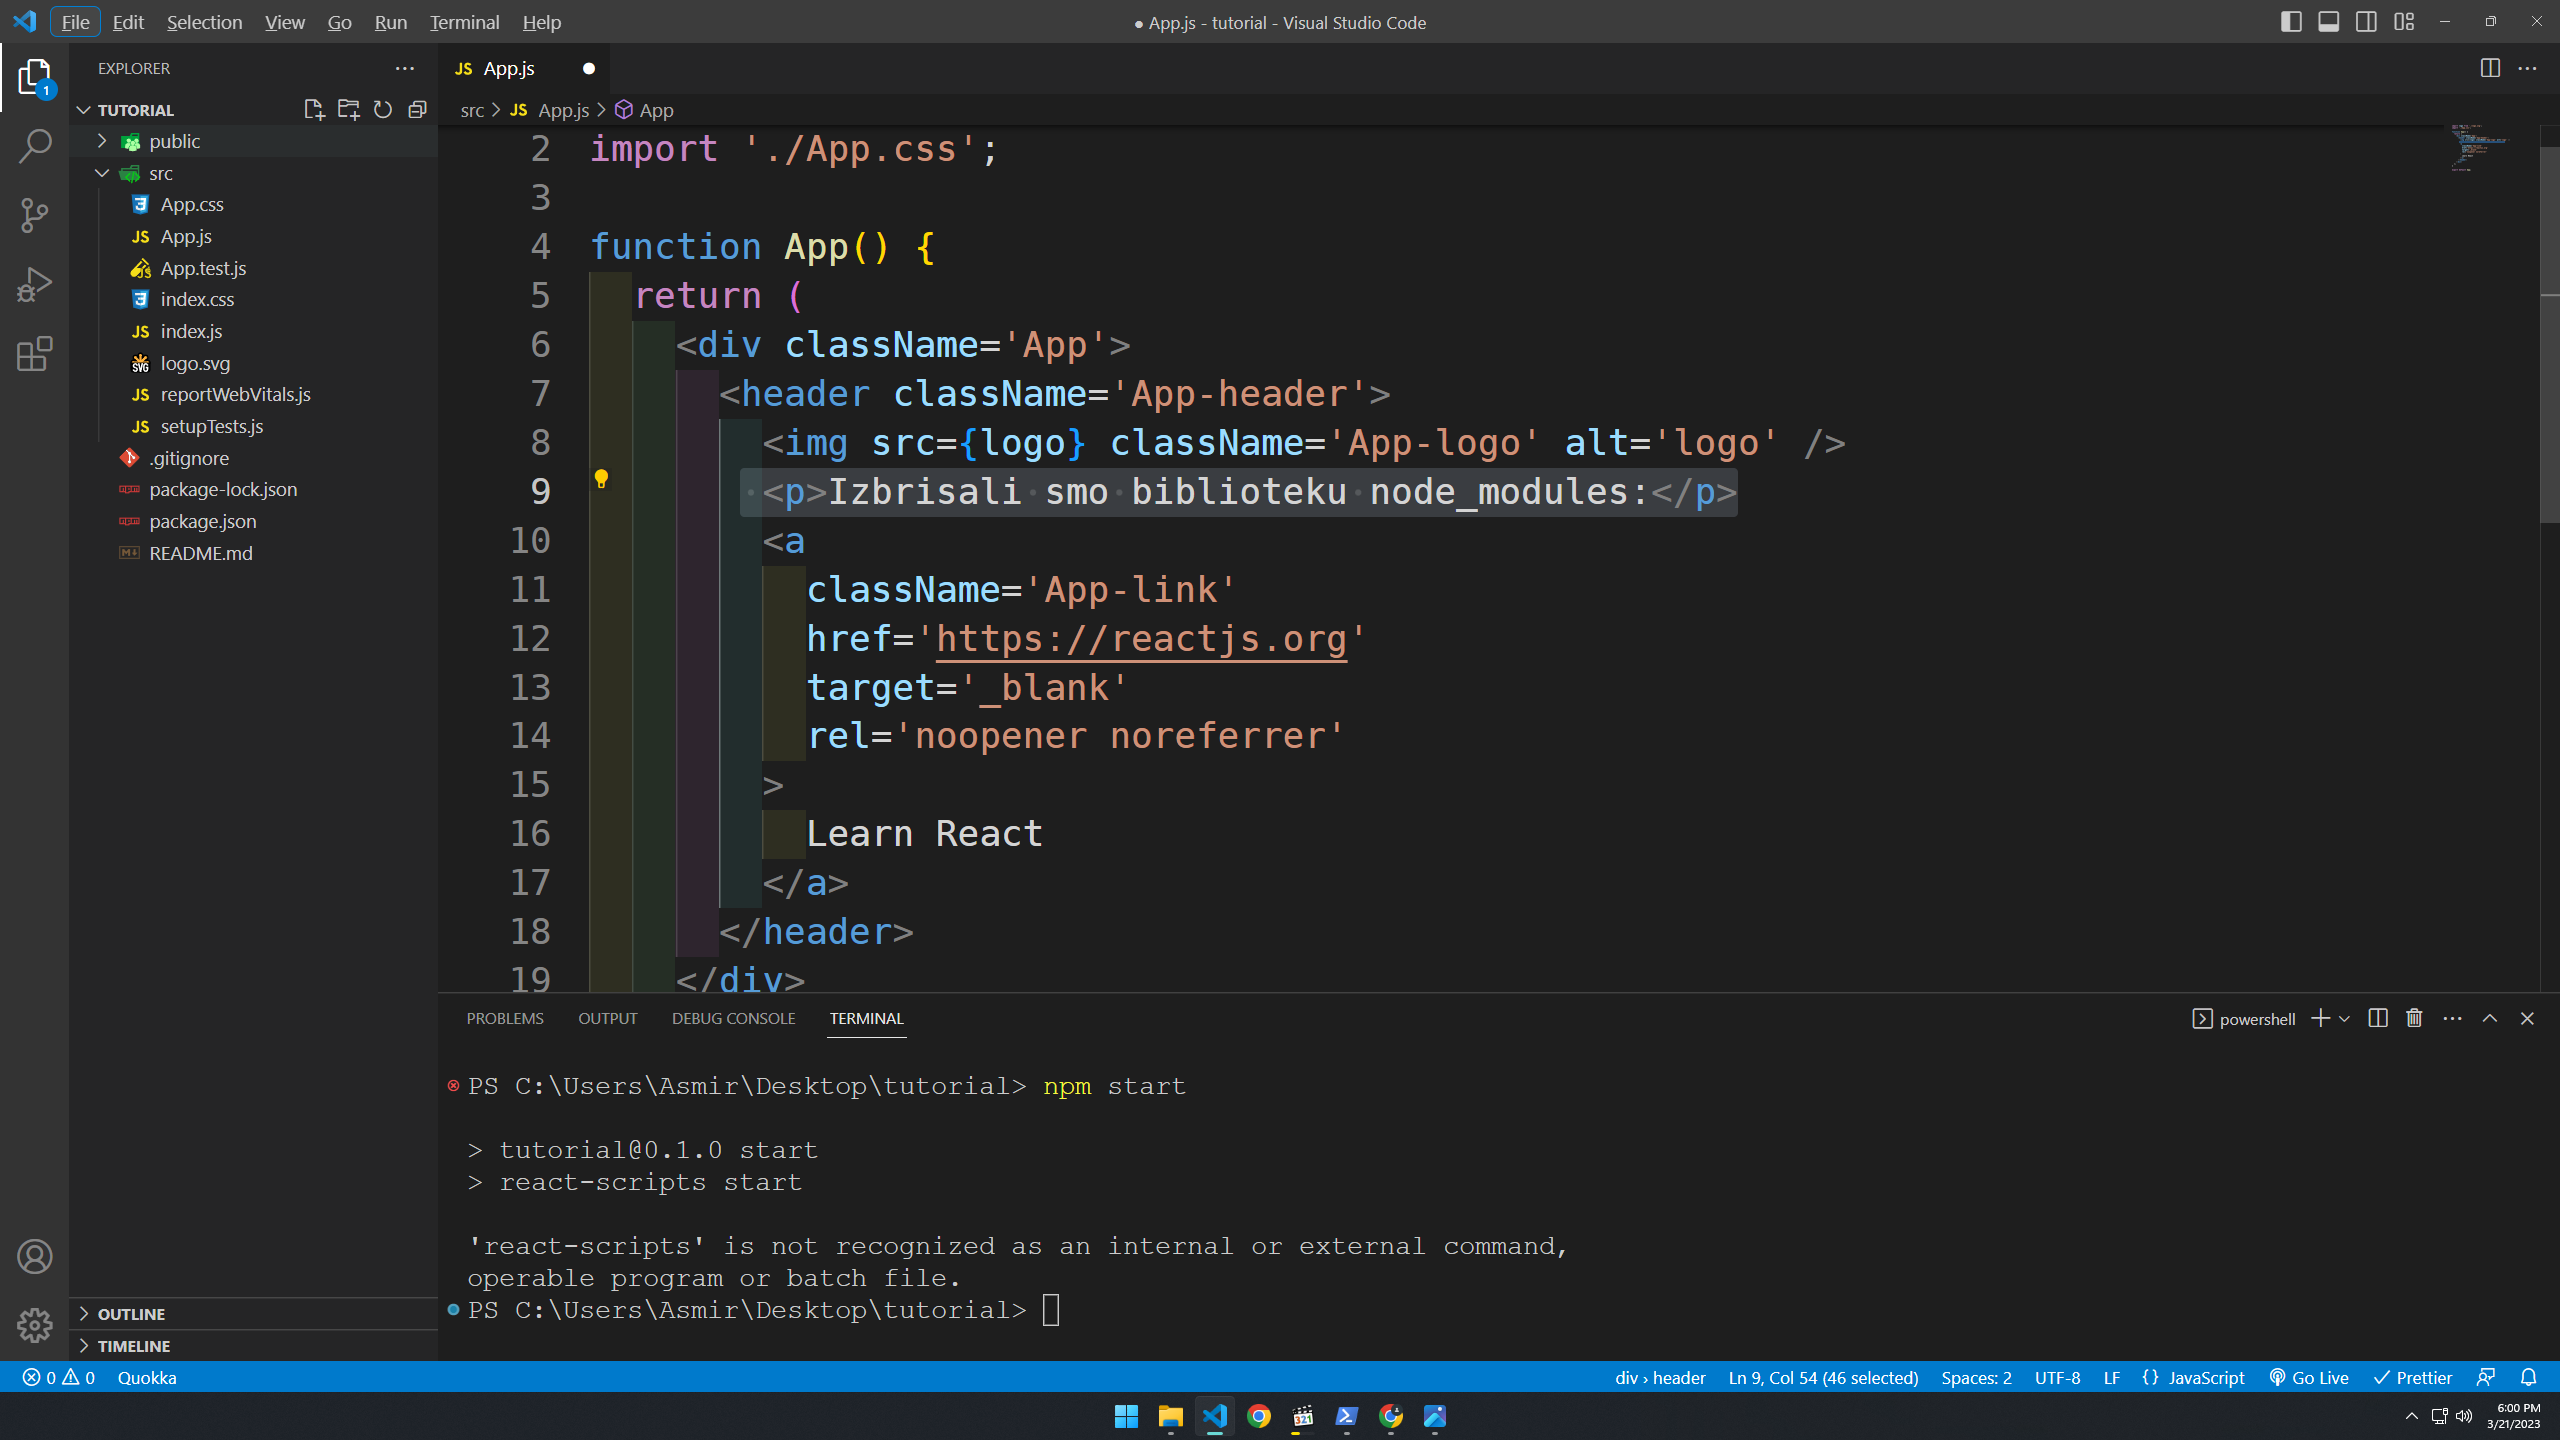 File Edit Selection View Go Run Terminal Help
● App.js - tutorial - Visual Studio Code
EXPLORER
1
TUTORIAL
public
src
App.css
JS App.js
App.test.js
index.css
JS index.js
logo.svg
JS reportWebVitals.js
JS setupTests.js
.gitignore
package-lock.json
package.json
README.md
OUTLINE
TIMELINE
JS App.js
src > JS App.js > App
2 import './App.css';
3
4 function App() {
5 return (
6 <div className='App'>
7 <header className='App-header'>
8 <img src={logo} className='App-logo' alt='logo' />
9 <p>Izbrisali smo biblioteku node_modules:</p>
10 <a
11 className='App-link'
12 href='https://reactjs.org'
13 target='_blank'
14 rel='noopener noreferrer'
15 >
16 Learn React
17 </a>
18 </header>
19 </div>
PROBLEMS OUTPUT DEBUG CONSOLE TERMINAL
powershell
PS C:\Users\Asmir\Desktop\tutorial> npm start
> tutorial@0.1.0 start
> react-scripts start
'react-scripts' is not recognized as an internal or external command,
operable program or batch file.
PS C:\Users\Asmir\Desktop\tutorial>
0 0 Quokka
div › header Ln 9, Col 54 (46 selected) Spaces: 2 UTF-8 LF {} JavaScript Go Live Prettier
321
6:00 PM
3/21/2023